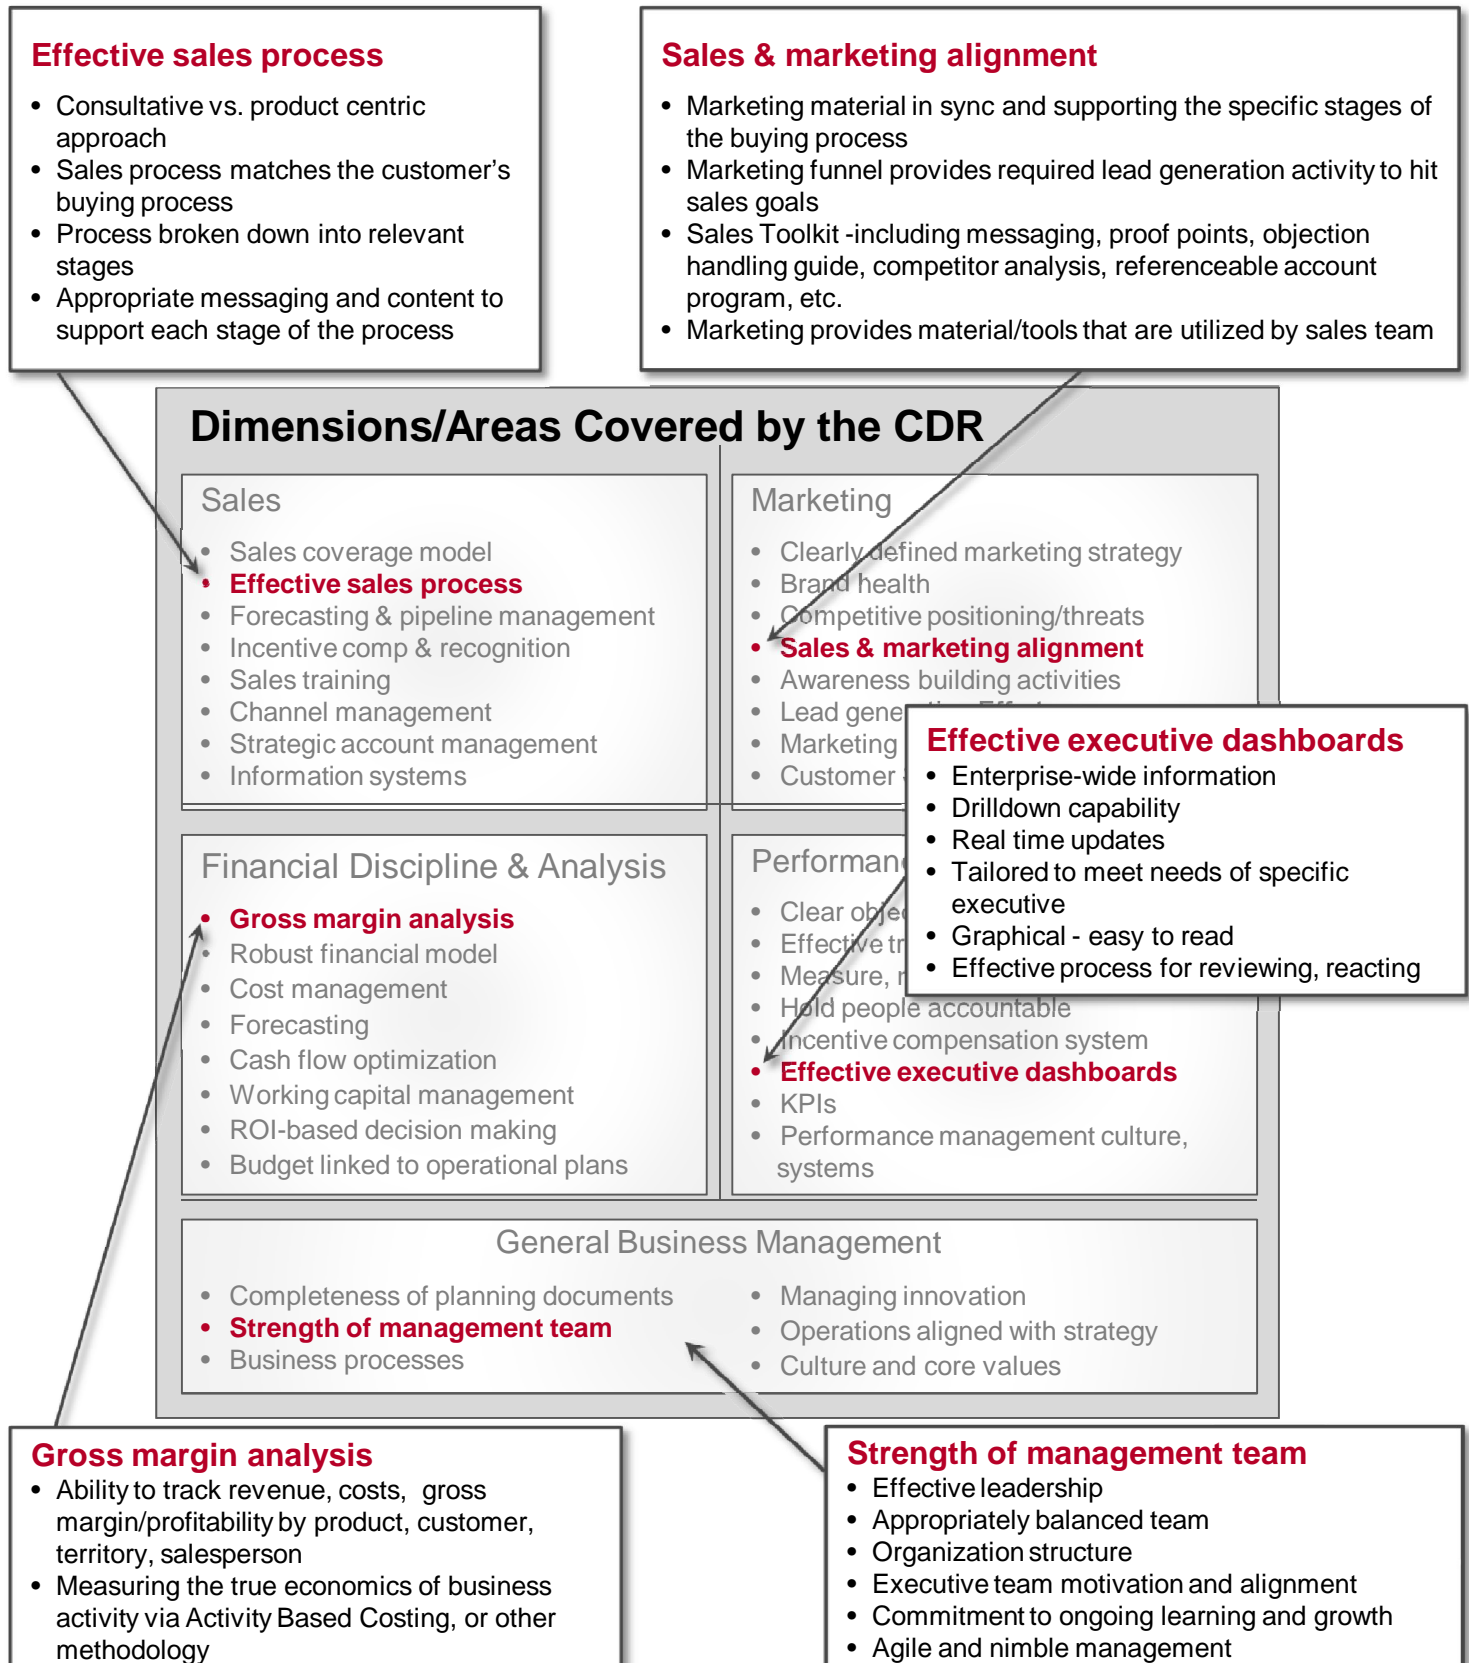 Effective sales process
• Consultative vs. product centric
approach
• Sales process matches the customer’s
buying process
• Process broken down into relevant
stages
• Appropriate messaging and content to
support each stage of the process
Sales & marketing alignment
• Marketing material in sync and supporting the specific stages of
the buying process
• Marketing funnel provides required lead generation activity to hit
sales goals
• Sales Toolkit -including messaging, proof points, objection
handling guide, competitor analysis, referenceable account
program, etc.
• Marketing provides material/tools that are utilized by sales team
Dimensions/Areas Covered by the CDR
Sales
• Sales coverage model
• Effective sales process
• Forecasting & pipeline management
• Incentive comp & recognition
• Sales training
• Channel management
• Strategic account management
• Information systems
Marketing
• Clearly defined marketing strategy
• Brand health
• Competitive positioning/threats
• Sales & marketing alignment
• Awareness building activities
• Lead
• Marketing
• Customer
Effective executive dashboards
• Enterprise-wide information
• Drilldown capability
• Real time updates
• Tailored to meet needs of specific
executive
• Graphical - easy to read
• Effective process for reviewing, reacting
Financial Discipline & Analysis
• Gross margin analysis
• Robust financial model
• Cost management
• Forecasting
• Cash flow optimization
• Working capital management
• ROI-based decision making
• Budget linked to operational plans
• Clear
• Effective
• Measure,
• Hold people accountable
• Incentive compensation system
• Effective executive dashboards
• KPIs
• Performance management culture,
systems
General Business Management
• Completeness of planning documents
• Strength of management team
• Business processes
• Managing innovation
• Operations aligned with strategy
• Culture and core values
Gross margin analysis
• Ability to track revenue, costs, gross
margin/profitability by product, customer,
territory, salesperson
• Measuring the true economics of business
activity via Activity Based Costing, or other
methodology
Strength of management team
• Effective leadership
• Appropriately balanced team
• Organization structure
• Executive team motivation and alignment
• Commitment to ongoing learning and growth
• Agile and nimble management